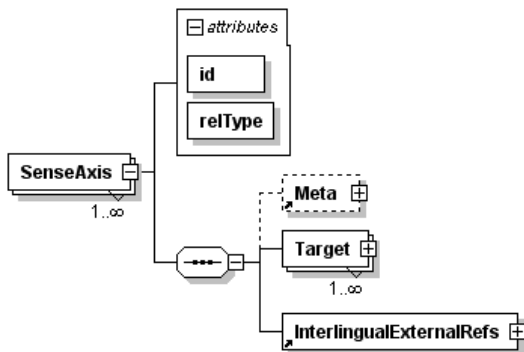 attributes
id
relType
SenseAxis
1..∞
Meta
Target
1..∞
InterlingualExternalRefs